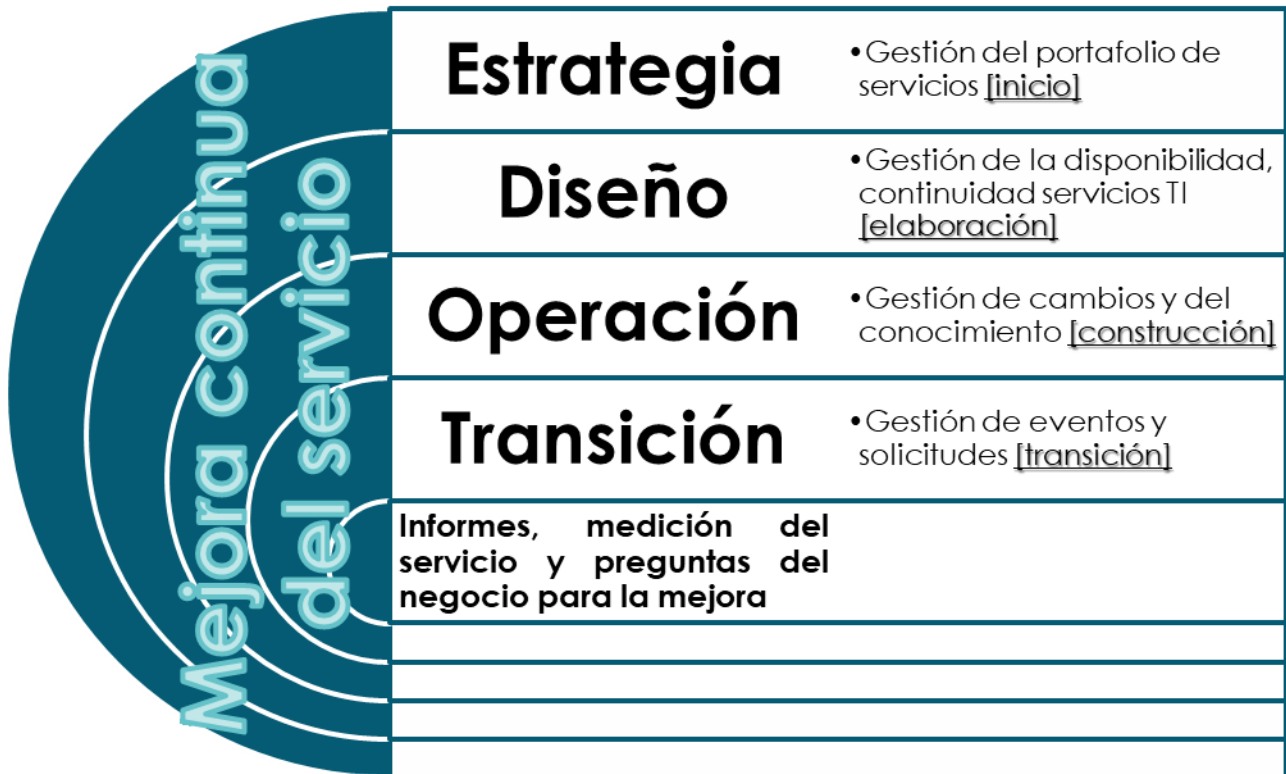 Mejora continua
del servicio
Estrategia
•Gestión del portafolio de
servicios [inicio]
Diseño
•Gestión de la disponibilidad,
continuidad servicios TI
[elaboración]
Operación
•Gestión de cambios y del
conocimiento [construcción]
Transición
•Gestión de eventos y
solicitudes [transición]
Informes, medición del
servicio y preguntas del
negocio para la mejora